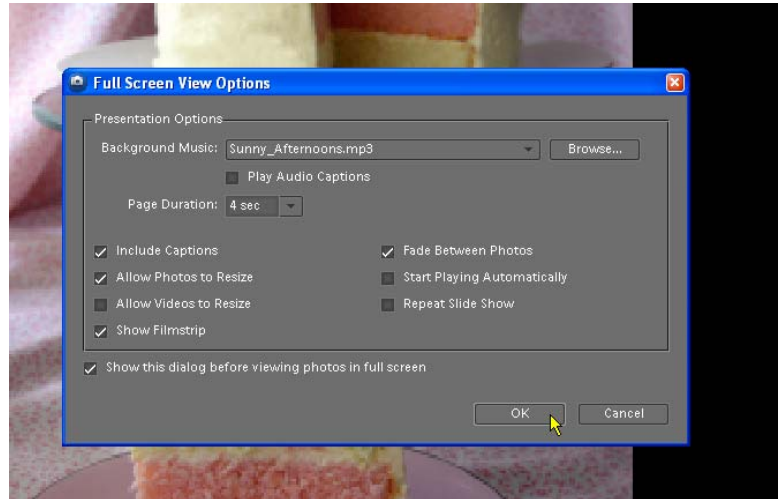 Full Screen View Options
Presentation Options
Background Music: Sunny_Afternoons.mp3 Browse...
Play Audio Captions
Page Duration: 4 sec
Include Captions Fade Between Photos
Allow Photos to Resize Start Playing Automatically
Allow Videos to Resize Repeat Slide Show
Show Filmstrip
Show this dialog before viewing photos in full screen
OK Cancel